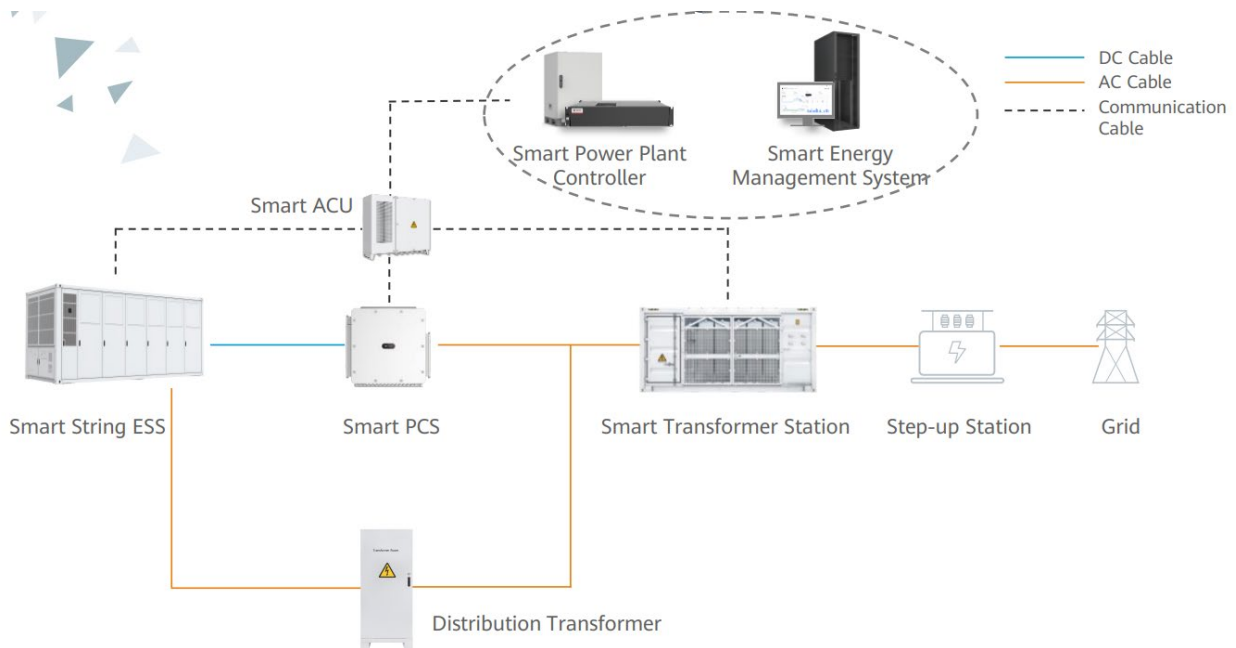 DC Cable
AC Cable
Communication
Cable
Smart Power Plant
Controller
Smart Energy
Management System
Smart ACU
Smart String ESS
Smart PCS
Smart Transformer Station
Step-up Station
Grid
Distribution Transformer